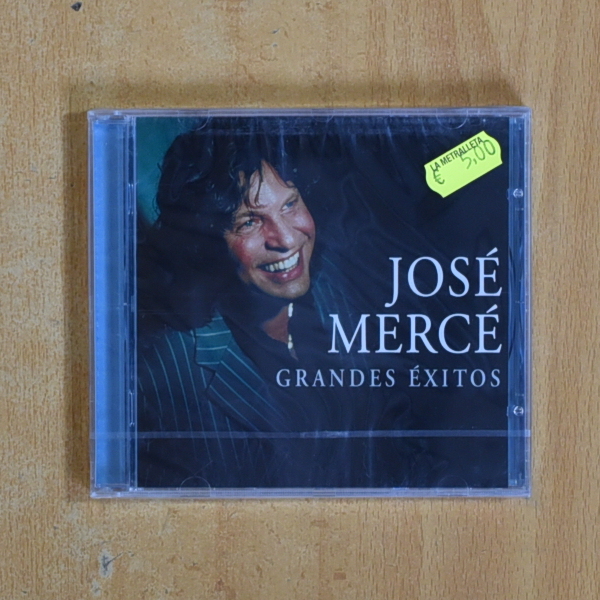 LA METRALLETA
€ 5,00
JOSÉ
MERCÉ
GRANDES ÉXITOS